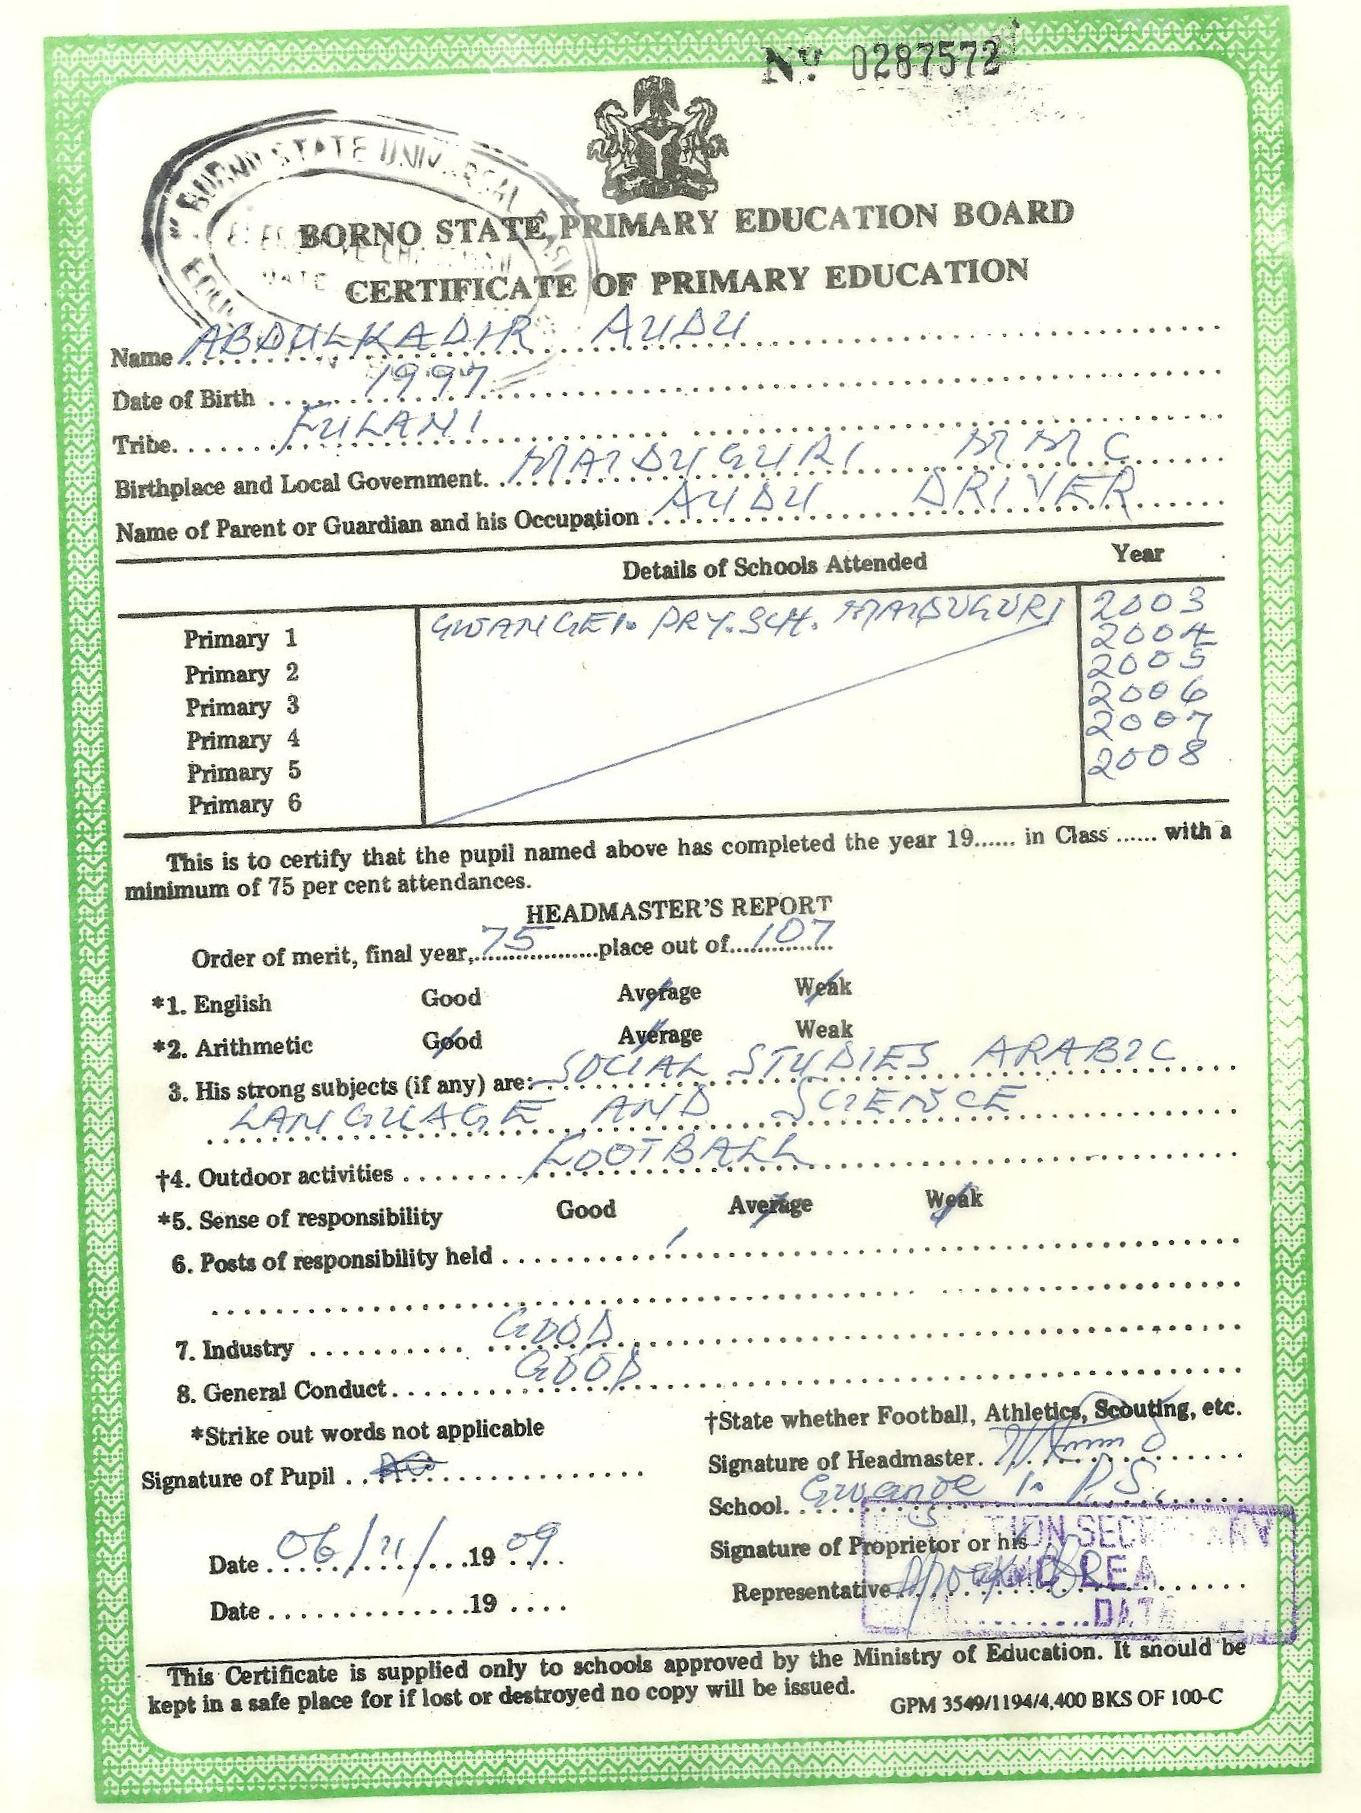 No. 0287572
BORNO STATE UNIVERSAL BASIC
BORNO STATE PRIMARY EDUCATION BOARD
CERTIFICATE OF PRIMARY EDUCATION
Name ABDULKADIR AUDU
Date of Birth 1997
Tribe FULANI
Birthplace and Local Government MAIDUGURI MMC
Name of Parent or Guardian and his Occupation AUDU DRIVER
Details of Schools Attended Year
Primary 1 GWANGE 1. PRY. SCH. MAIDUGURI 2003
Primary 2 2004
Primary 3 2005
Primary 4 2006
Primary 5 2007
Primary 6 2008
This is to certify that the pupil named above has completed the year 19...... in Class ...... with a
minimum of 75 per cent attendances.
HEADMASTER'S REPORT
Order of merit, final year, 75 place out of 107
*1. English Good Average Weak
*2. Arithmetic Good Average Weak
3. His strong subjects (if any) are: SOCIAL STUDIES ARABIC
LANGUAGE AND SCIENCE
†4. Outdoor activities FOOTBALL
*5. Sense of responsibility Good Average Weak
6. Posts of responsibility held
7. Industry GOOD
8. General Conduct GOOD
*Strike out words not applicable
†State whether Football, Athletics, Scouting, etc.
Signature of Pupil
Signature of Headmaster
School. Gwange 1. P.S.
Date 06/11/ 19 09
Signature of Proprietor or his
Representative
Date 19
DATE
This Certificate is supplied only to schools approved by the Ministry of Education. It should be
kept in a safe place for if lost or destroyed no copy will be issued.
GPM 3549/1194/4,400 BKS OF 100-C